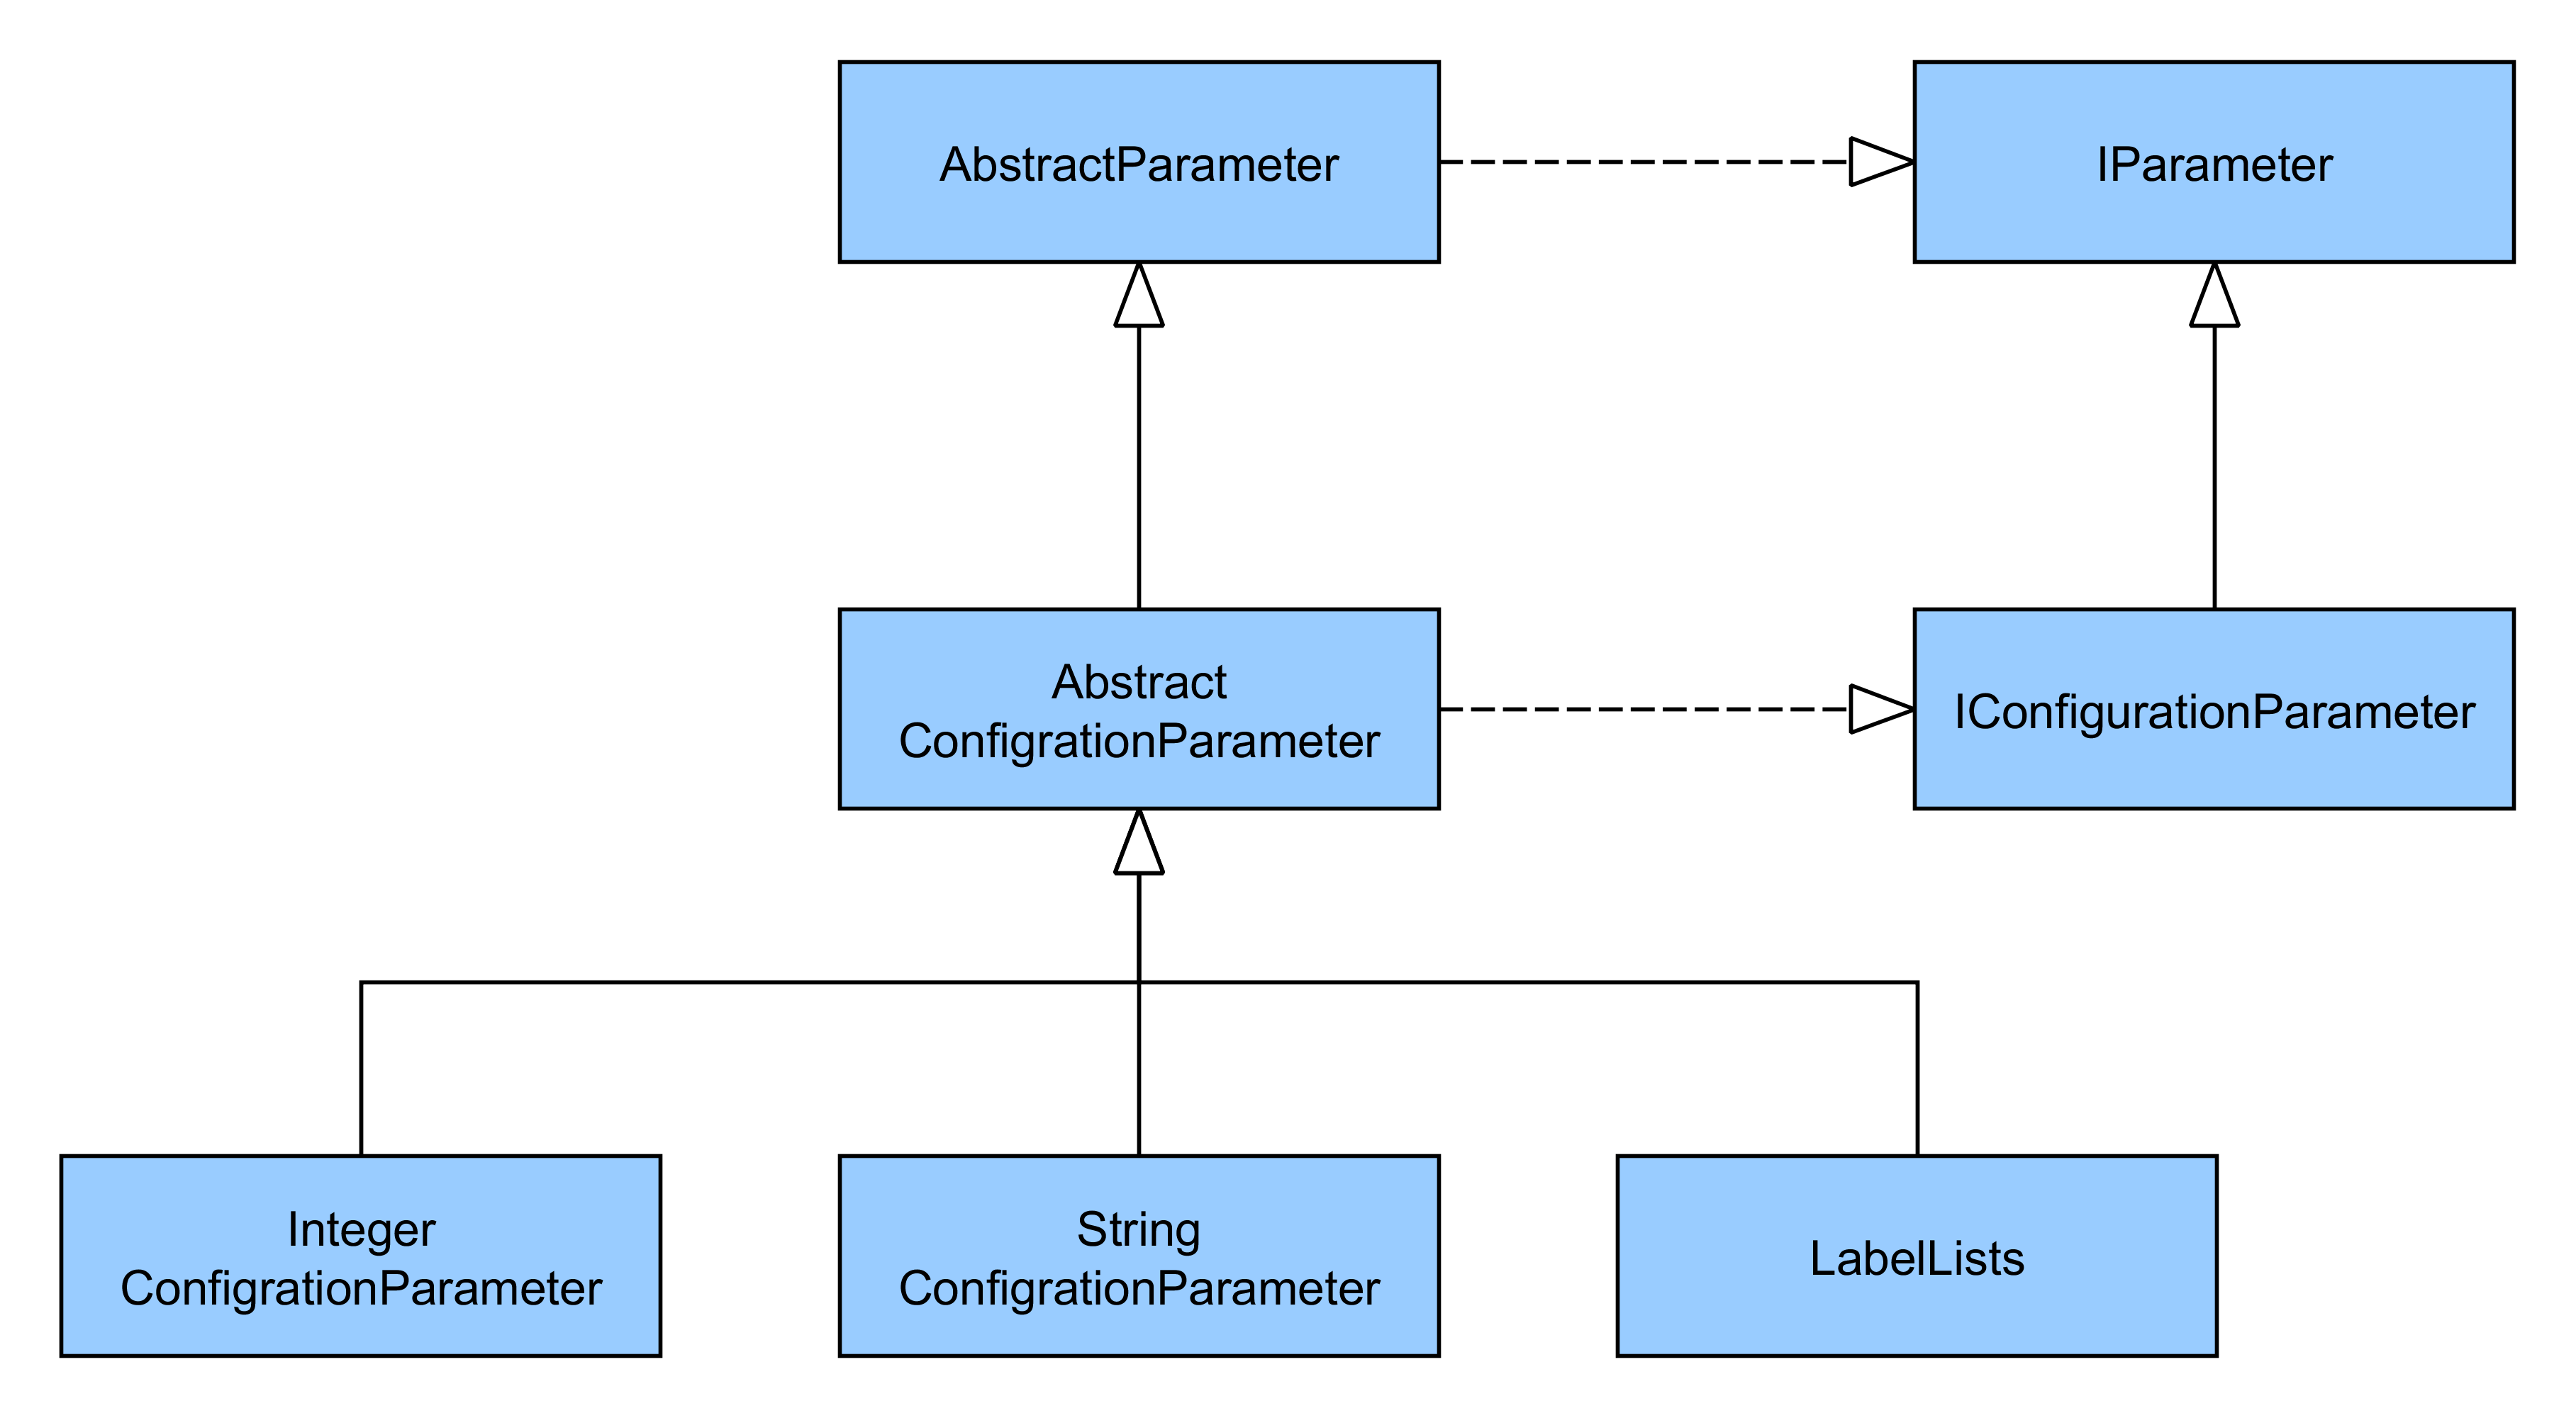 AbstractParameter
IParameter
Abstract
ConfigrationParameter
IConfigurationParameter
Integer
ConfigrationParameter
String
ConfigrationParameter
LabelLists